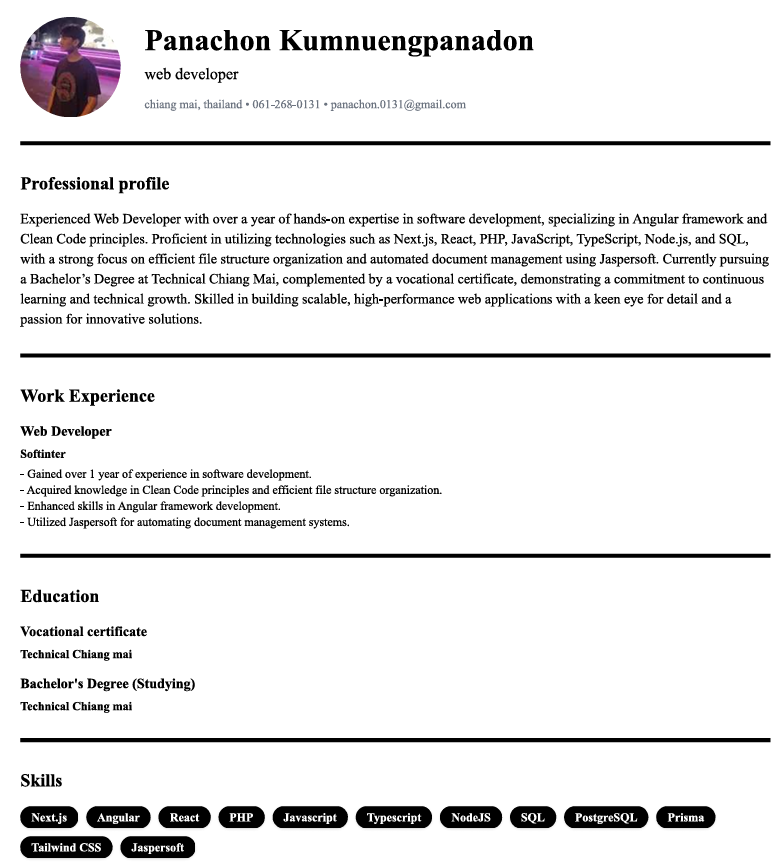 Panachon Kumnuengpanadon
web developer
chiang mai, thailand • 061-268-0131 • panachon.0131@gmail.com
Professional profile
Experienced Web Developer with over a year of hands-on expertise in software development, specializing in Angular framework and
Clean Code principles. Proficient in utilizing technologies such as Next.js, React, PHP, JavaScript, TypeScript, Node.js, and SQL,
with a strong focus on efficient file structure organization and automated document management using Jaspersoft. Currently pursuing
a Bachelor’s Degree at Technical Chiang Mai, complemented by a vocational certificate, demonstrating a commitment to continuous
learning and technical growth. Skilled in building scalable, high-performance web applications with a keen eye for detail and a
passion for innovative solutions.
Work Experience
Web Developer
Softinter
- Gained over 1 year of experience in software development.
- Acquired knowledge in Clean Code principles and efficient file structure organization.
- Enhanced skills in Angular framework development.
- Utilized Jaspersoft for automating document management systems.
Education
Vocational certificate
Technical Chiang mai
Bachelor's Degree (Studying)
Technical Chiang mai
Skills
Next.js Angular React PHP Javascript Typescript NodeJS SQL PostgreSQL Prisma
Tailwind CSS Jaspersoft